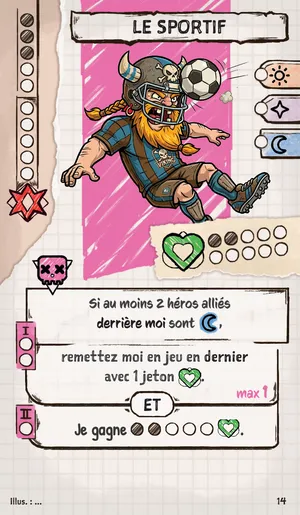 LE SPORTIF
Si au moins 2 héros alliés
derrière moi sont ,
I
remettez moi en jeu en dernier
avec 1 jeton .
max 1
ET
II
Je gagne .
Illus. : ...
14